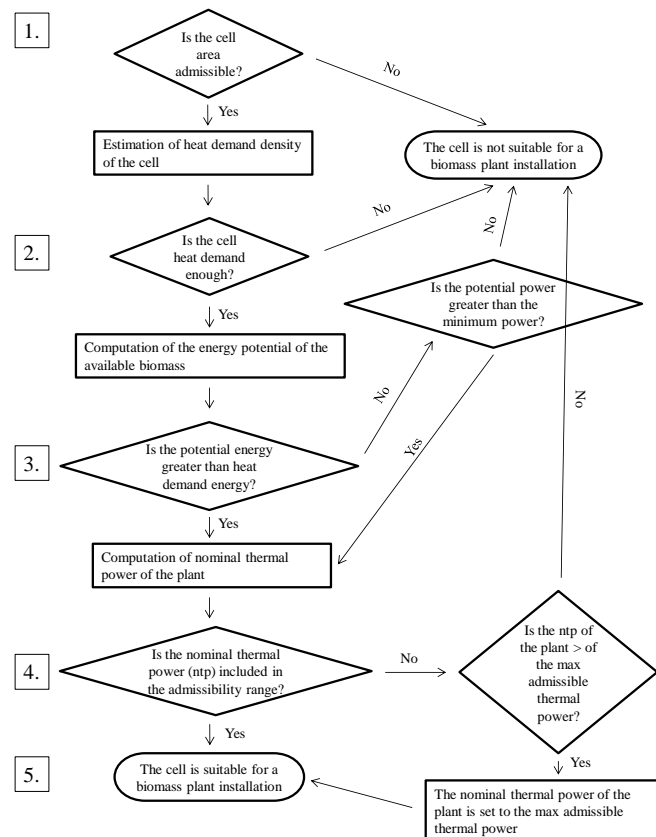 1.
Is the cell
area
admissible?
No
Yes
Estimation of heat demand density
of the cell
The cell is not suitable for a
biomass plant installation
No
No
2.
Is the cell
heat demand
enough?
Is the potential power
greater than the
minimum power?
Yes
Computation of the energy potential of the
available biomass
No
No
Yes
3.
Is the potential energy
greater than heat
demand energy?
Yes
Computation of nominal thermal
power of the plant
4.
Is the nominal thermal
power (ntp) included in
the admissibility range?
No
Is the ntp of
the plant > of
the max
admissible
thermal
power?
Yes
Yes
5.
The cell is suitable for a
biomass plant installation
The nominal thermal power of the
plant is set to the max admissible
thermal power